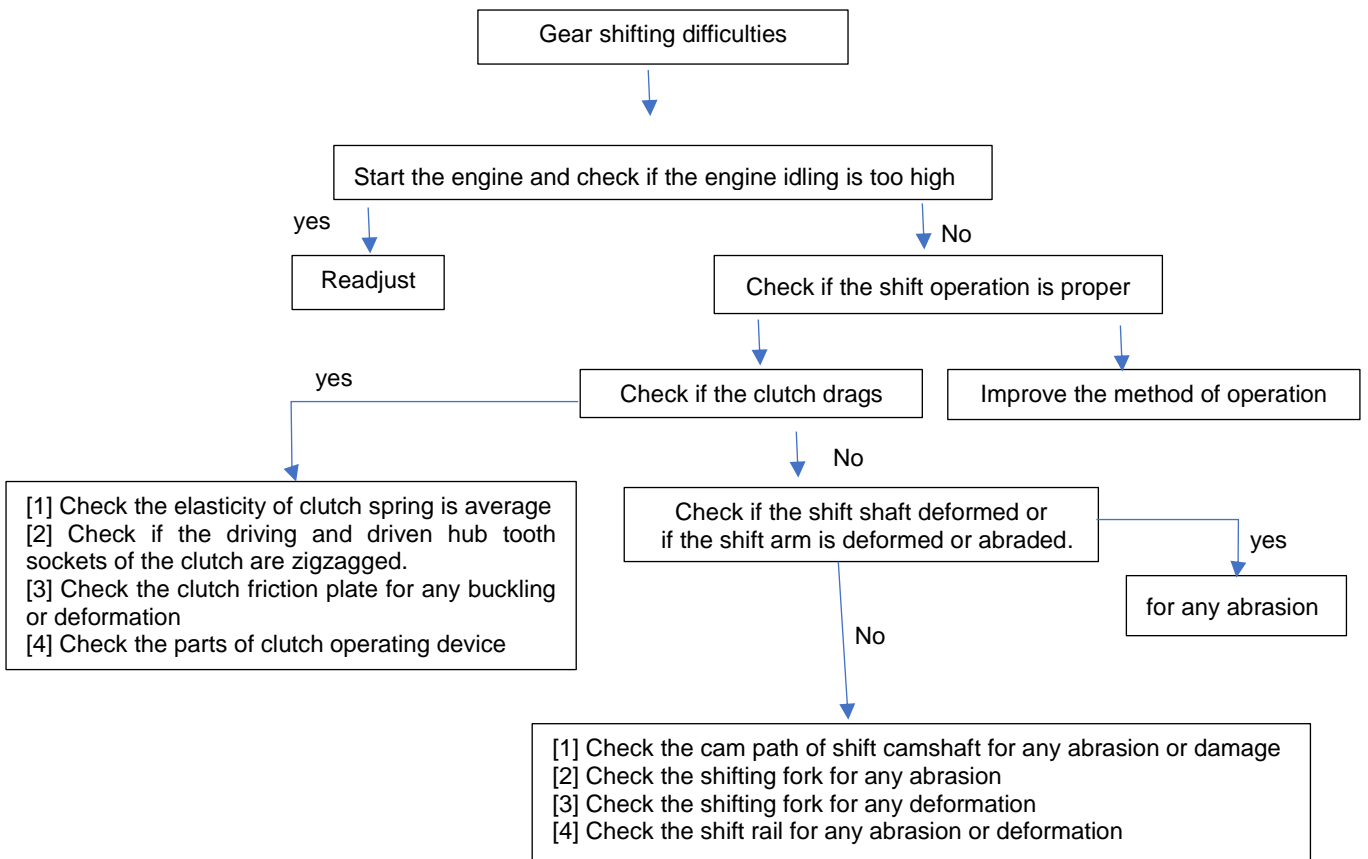 Gear shifting difficulties
Start the engine and check if the engine idling is too high
yes
No
Readjust
Check if the shift operation is proper
yes
Check if the clutch drags
Improve the method of operation
No
[1] Check the elasticity of clutch spring is average
[2] Check if the driving and driven hub tooth
sockets of the clutch are zigzagged.
[3] Check the clutch friction plate for any buckling
or deformation
[4] Check the parts of clutch operating device
Check if the shift shaft deformed or
if the shift arm is deformed or abraded.
yes
for any abrasion
No
[1] Check the cam path of shift camshaft for any abrasion or damage
[2] Check the shifting fork for any abrasion
[3] Check the shifting fork for any deformation
[4] Check the shift rail for any abrasion or deformation